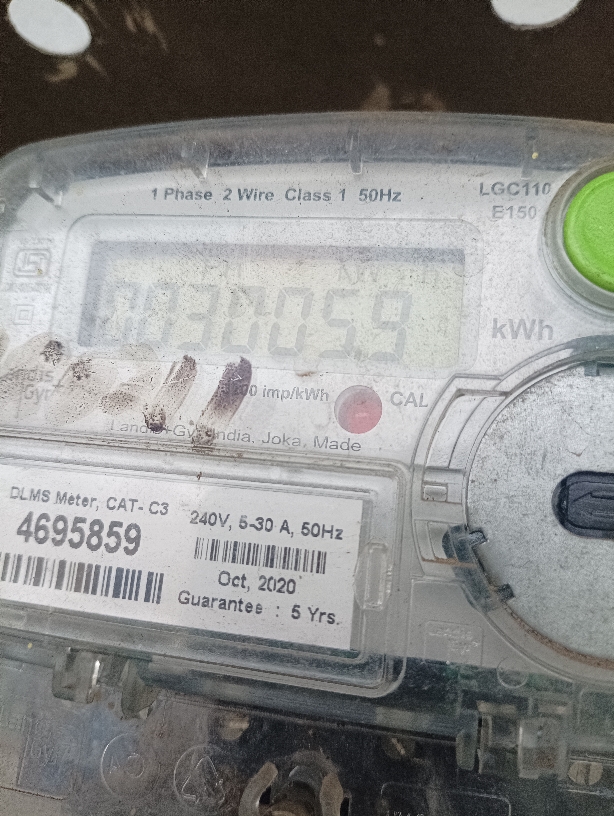 1 Phase 2 Wire Class 1 50Hz
LGC110
E150
003005.9
kWh
imp/kWh
CAL
India, Joka, Made
DLMS Meter, CAT- C3
4695859
240V, 5-30 A, 50Hz
Oct, 2020
Guarantee : 5 Yrs.